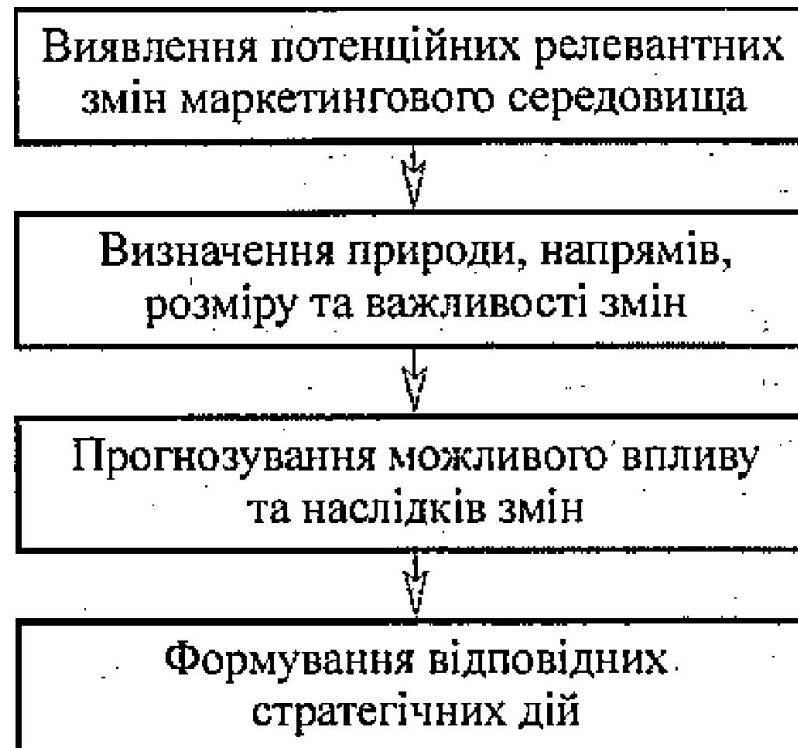 Виявлення потенційних релевантних
змін маркетингового середовища
Визначення природи, напрямів,
розміру та важливості змін
Прогнозування можливого впливу
та наслідків змін
Формування відповідних
стратегічних дій